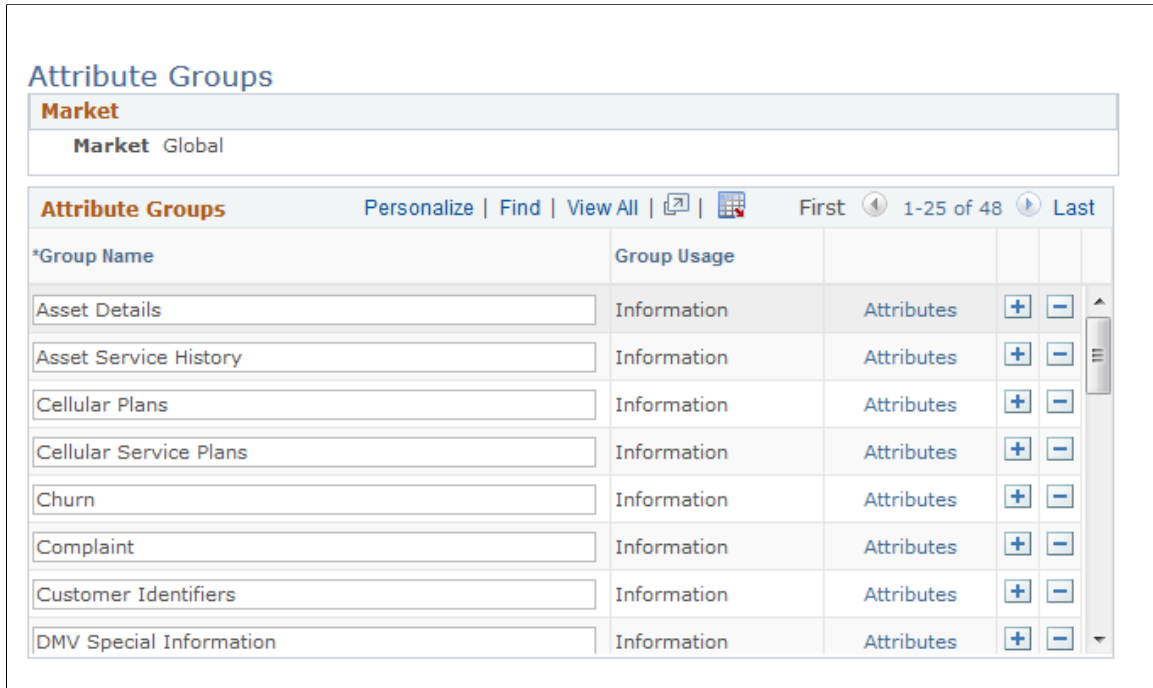 Attribute Groups
Market
Market Global
Attribute Groups Personalize | Find | View All | | First 1-25 of 48 Last
*Group Name Group Usage
Asset Details Information Attributes
Asset Service History Information Attributes
Cellular Plans Information Attributes
Cellular Service Plans Information Attributes
Churn Information Attributes
Complaint Information Attributes
Customer Identifiers Information Attributes
DMV Special Information Information Attributes